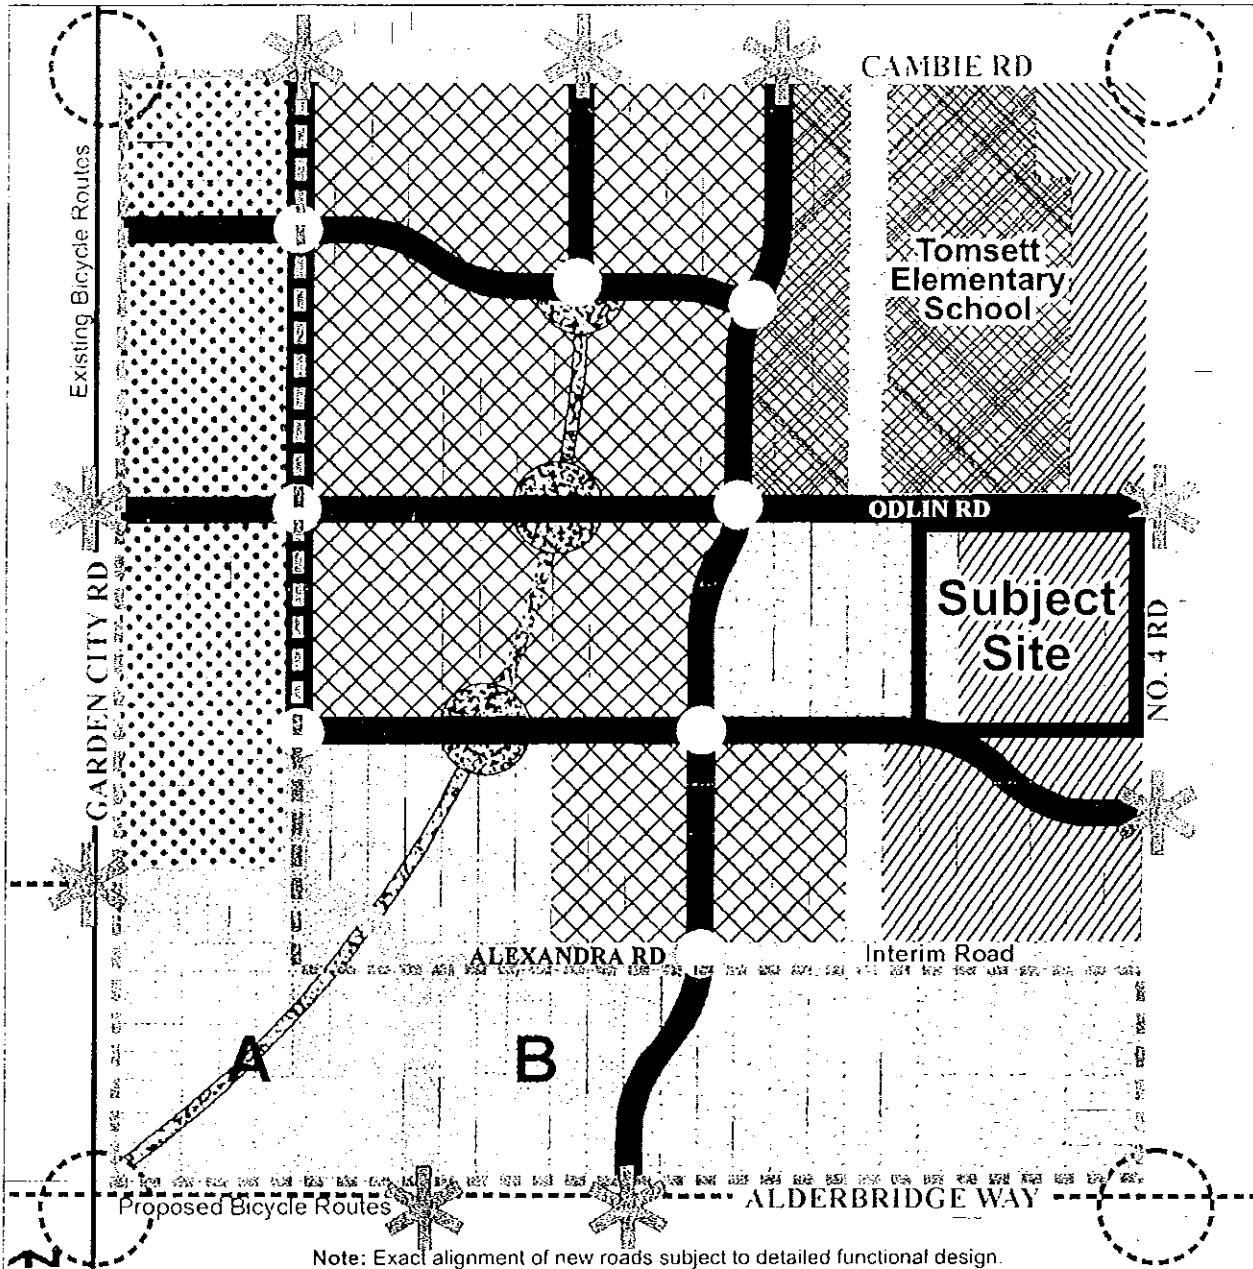 CAMBIE RD
Existing Bicycle Routes
Tomsett
Elementary
School
ODLIN RD
Subject
Site
GARDEN CITY RD
NO. 4 RD
ALEXANDRA RD
Interim Road
A
B
Proposed Bicycle Routes
ALDERBRIDGE WAY
Note: Exact alignment of new roads subject to detailed functional design.